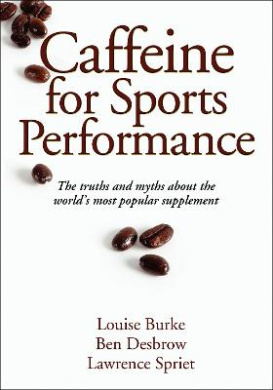 Caffeine
for Sports
Performance
The truths and myths about the
world's most popular supplement
Louise Burke
Ben Desbrow
Lawrence Spriet